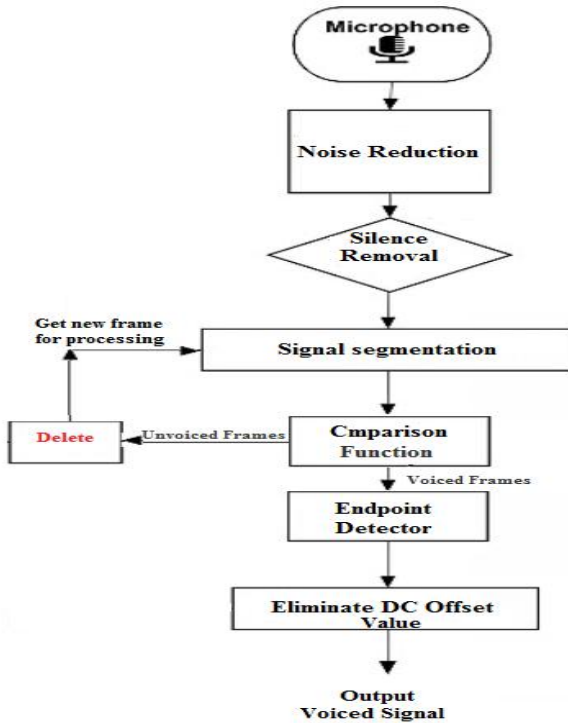 Microphone
Noise Reduction
Silence
Removal
Get new frame
for processing
Signal segmentation
Delete
Unvoiced Frames
Cmparison
Function
Voiced Frames
Endpoint
Detector
Eliminate DC Offset
Value
Output
Voiced Signal